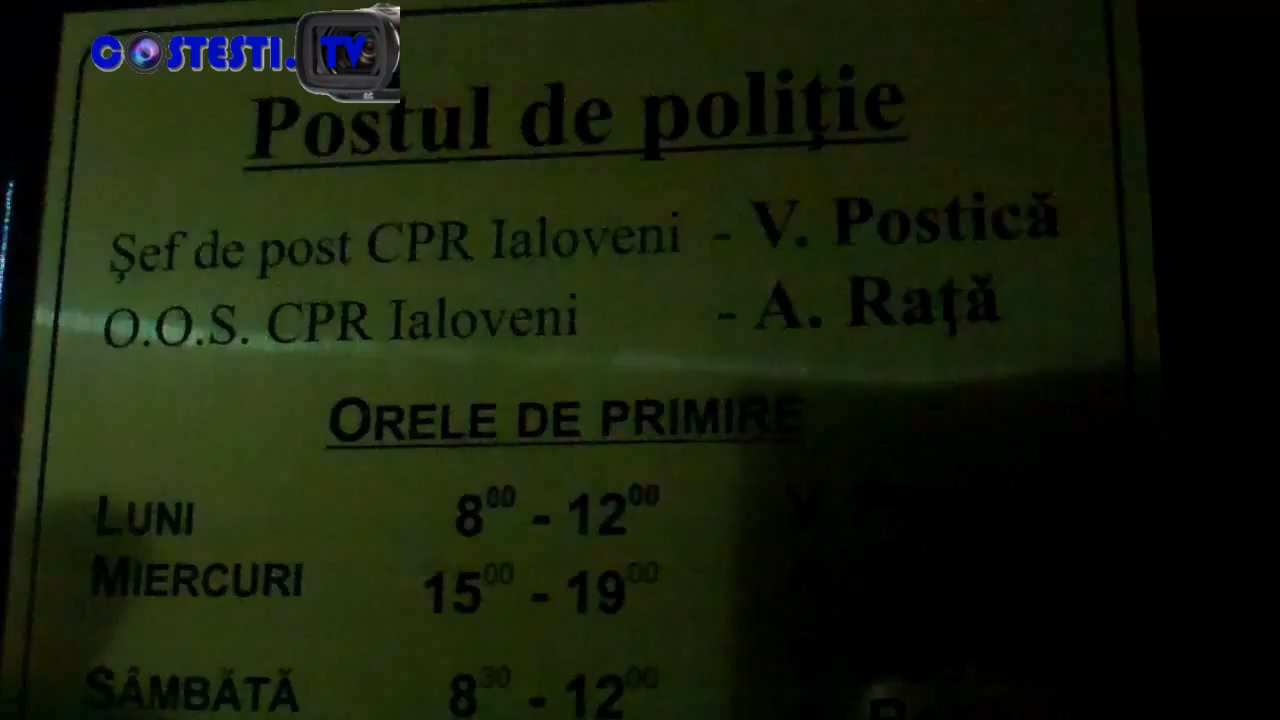 COSTESTI. TV
Postul de poliţie
Şef de post CPR Ialoveni - V. Postică
O.O.S. CPR Ialoveni - A. Raţă
ORELE DE PRIMIRE
LUNI 8⁰⁰ - 12⁰⁰
MIERCURI 15⁰⁰ - 19⁰⁰
SÂMBĂTĂ 8³⁰ - 12⁰⁰